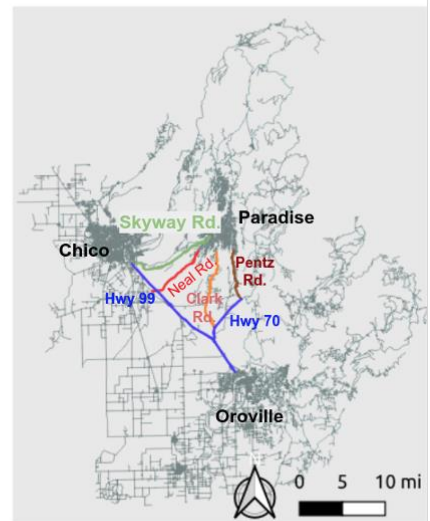 Skyway Rd.
Paradise
Chico
Neal Rd.
Pentz
Rd.
Hwy 99
Clark
Rd.
Hwy 70
Oroville
0 5 10 mi